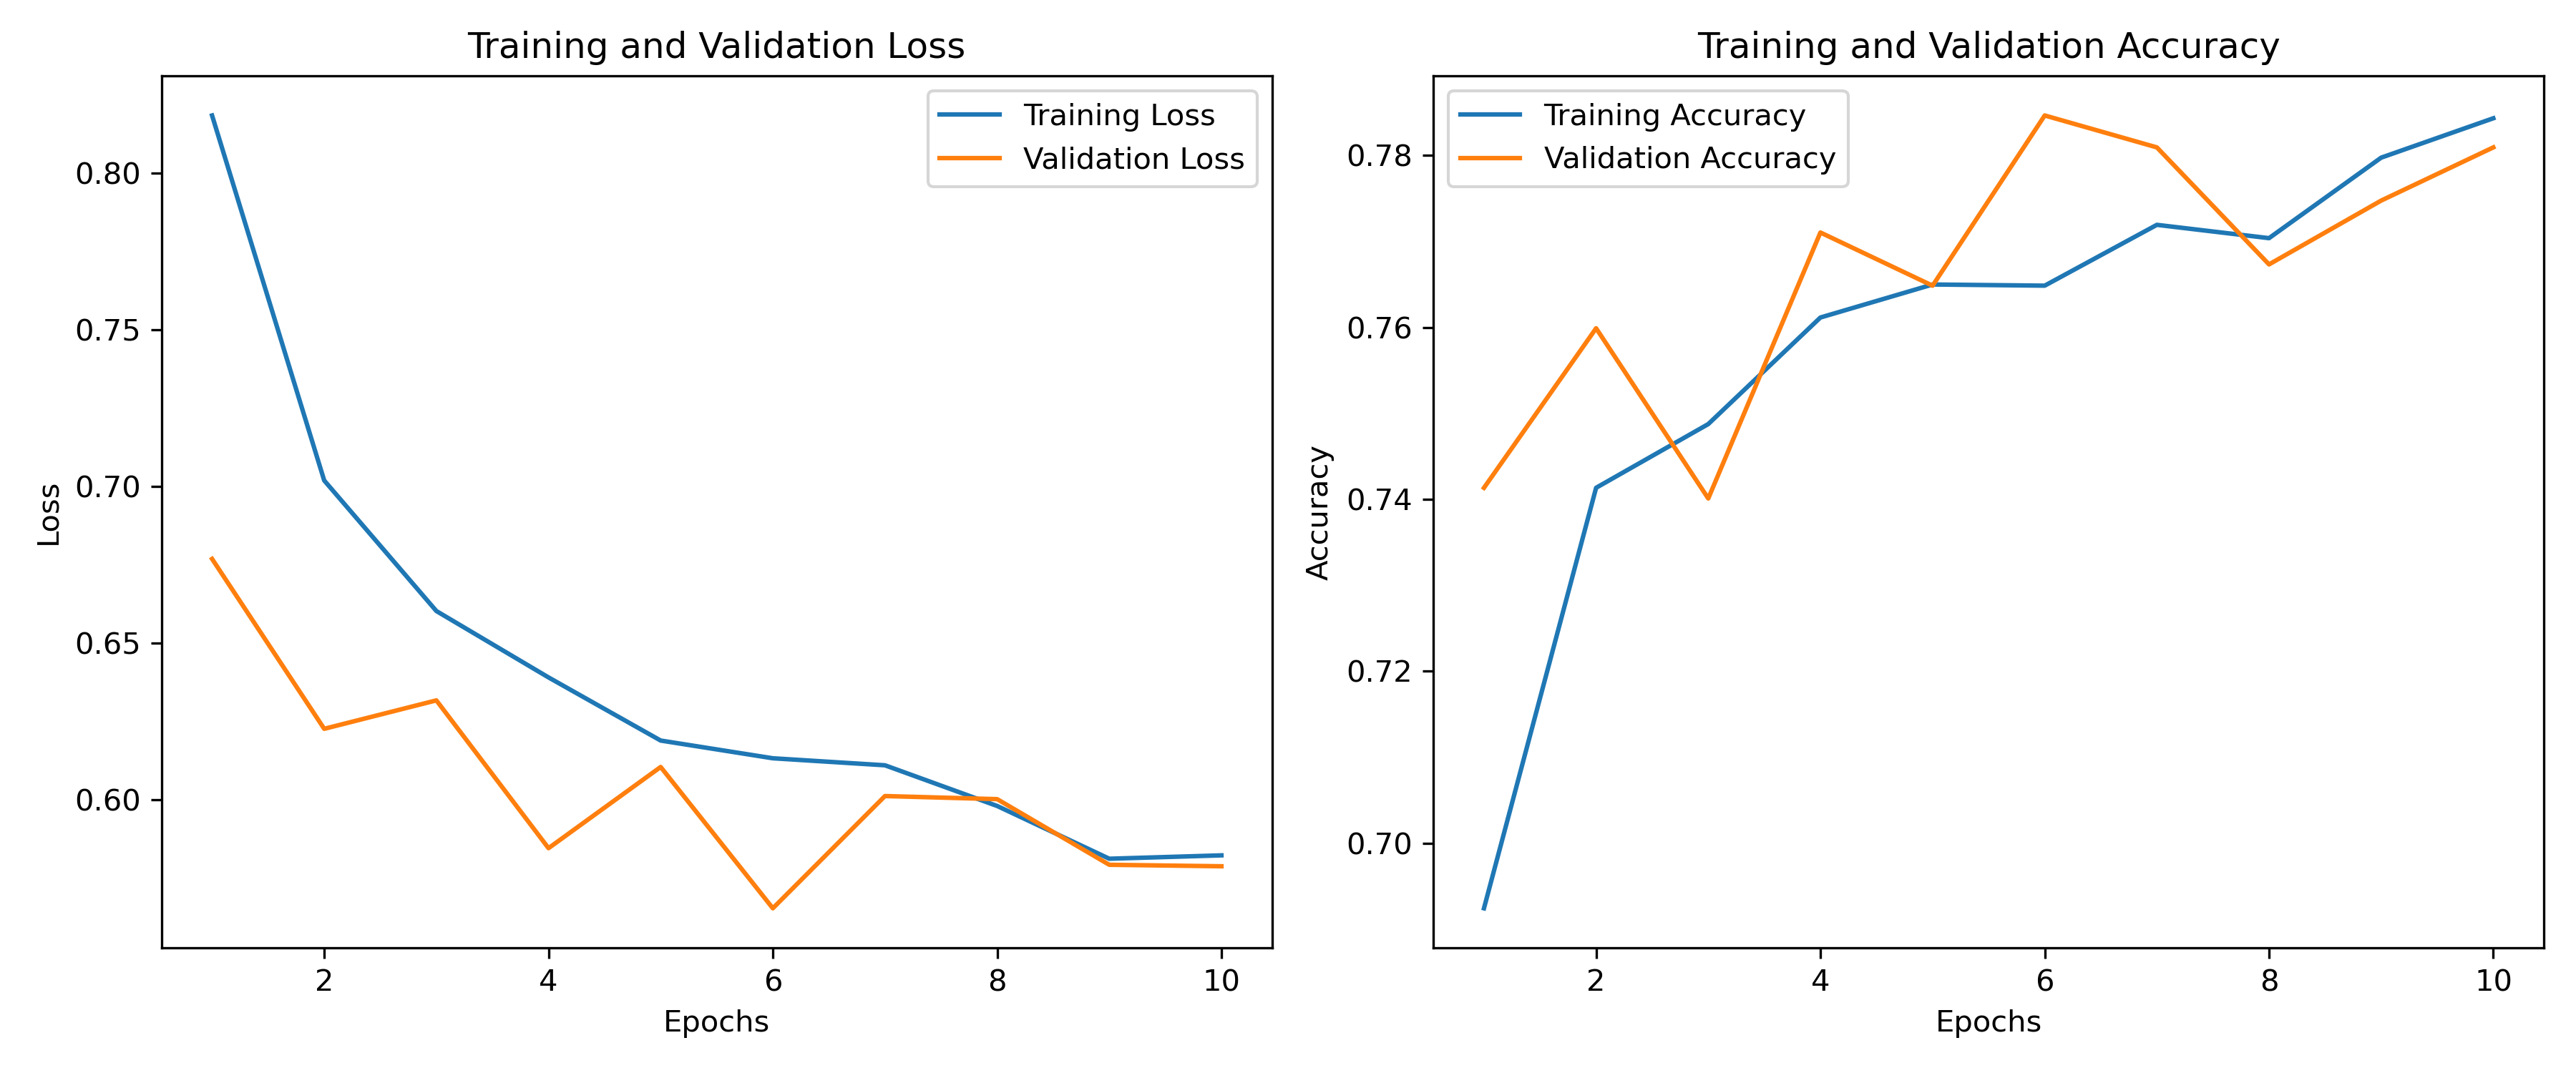 Training and Validation Loss
Training Loss
Validation Loss
0.80
0.75
0.70
0.65
0.60
Loss
2 4 6 8 10
Epochs
Training and Validation Accuracy
Training Accuracy
Validation Accuracy
0.78
0.76
0.74
0.72
0.70
Accuracy
2 4 6 8 10
Epochs